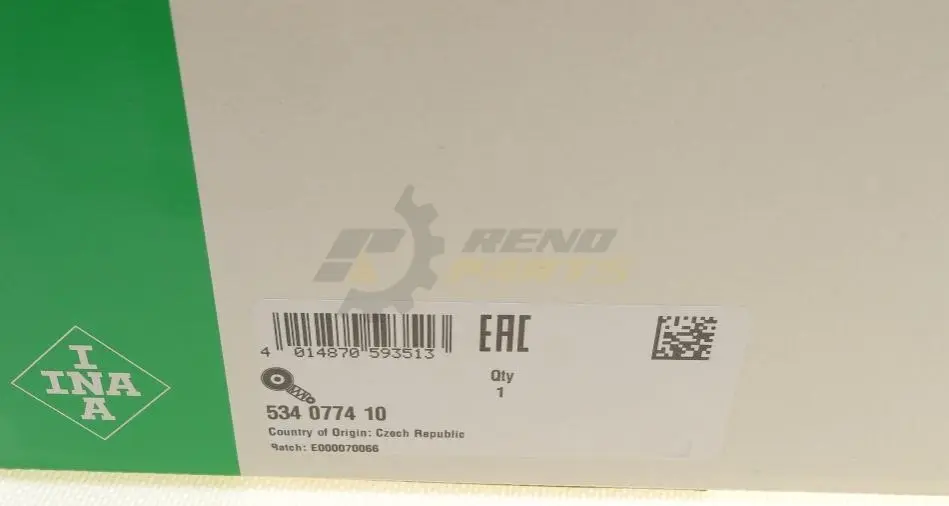 RENO
PARTS
I
INA
A
EAC
4 014870 593513
Qty
1
534 0774 10
Country of Origin: Czech Republic
Batch: E000070066